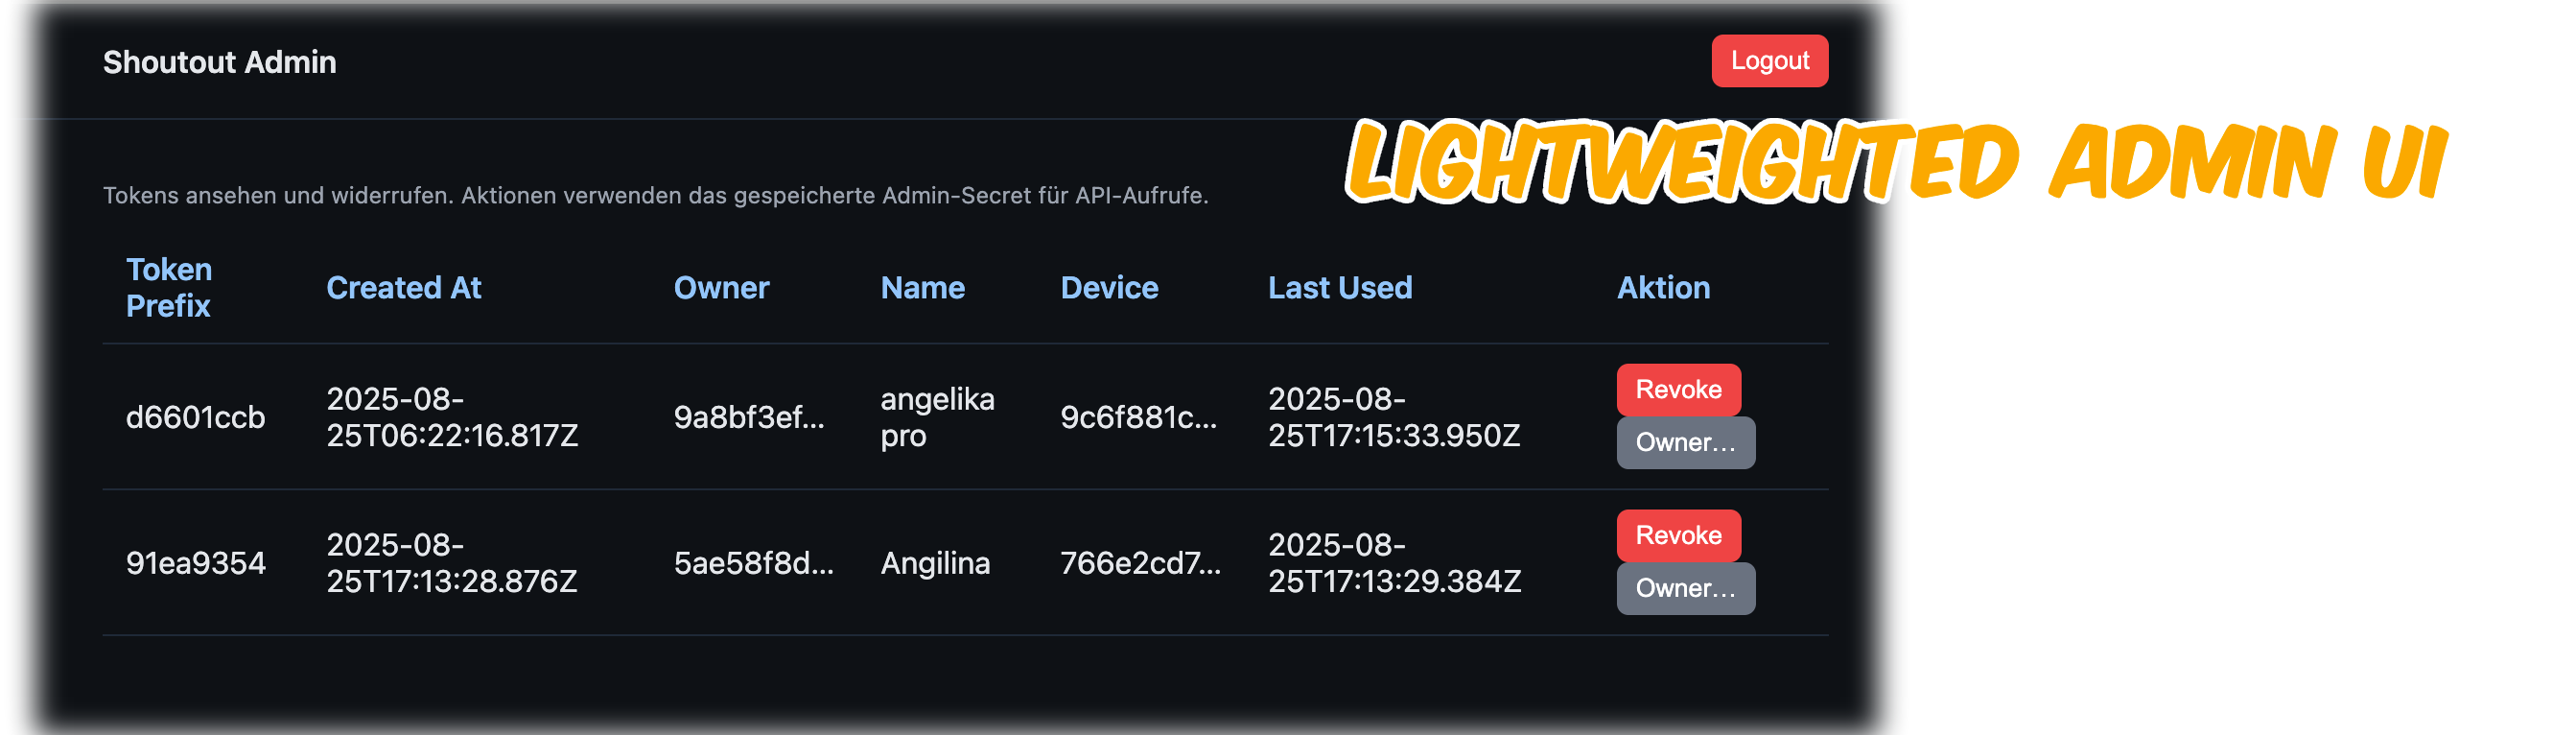 Shoutout Admin
Logout
LIGHTWEIGHTED ADMIN UI
Tokens ansehen und widerrufen. Aktionen verwenden das gespeicherte Admin-Secret für API-Aufrufe.
Token
Prefix
Created At
Owner
Name
Device
Last Used
Aktion
d6601ccb
2025-08-
25T06:22:16.817Z
9a8bf3ef...
angelika
pro
9c6f881c...
2025-08-
25T17:15:33.950Z
Revoke
Owner...
91ea9354
2025-08-
25T17:13:28.876Z
5ae58f8d...
Angilina
766e2cd7...
2025-08-
25T17:13:29.384Z
Revoke
Owner...